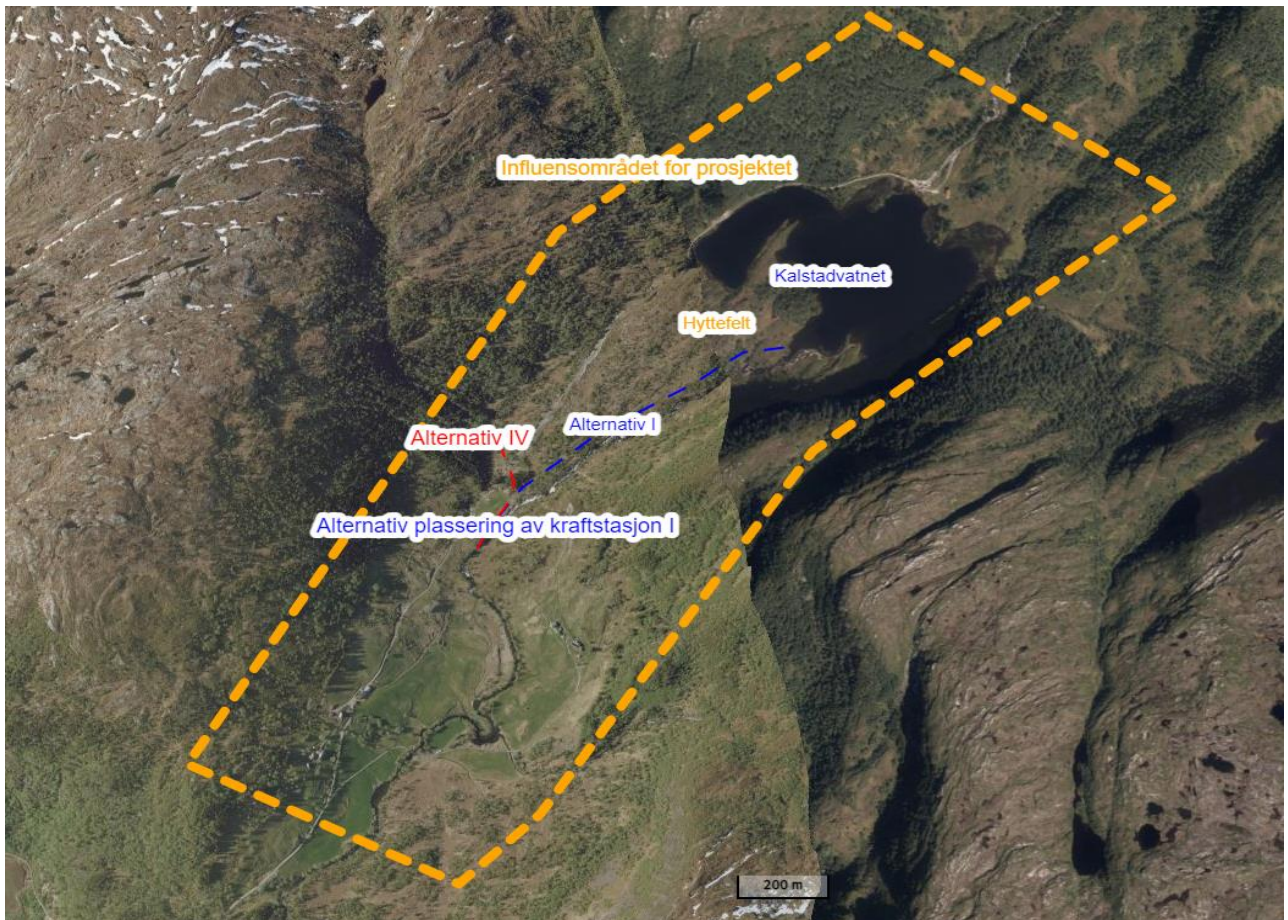 Influensområdet for prosjektet
Kalstadvatnet
Hyttefelt
Alternativ I
Alternativ IV
Alternativ plassering av kraftstasjon I
200 m